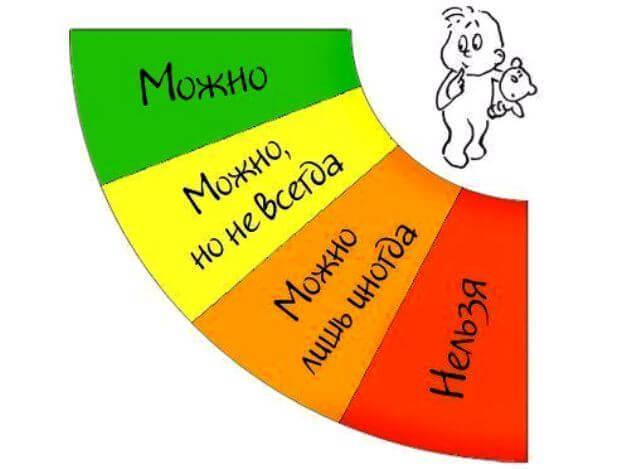 Можно
Можно,
но не всегда
Можно
лишь иногда
Нельзя